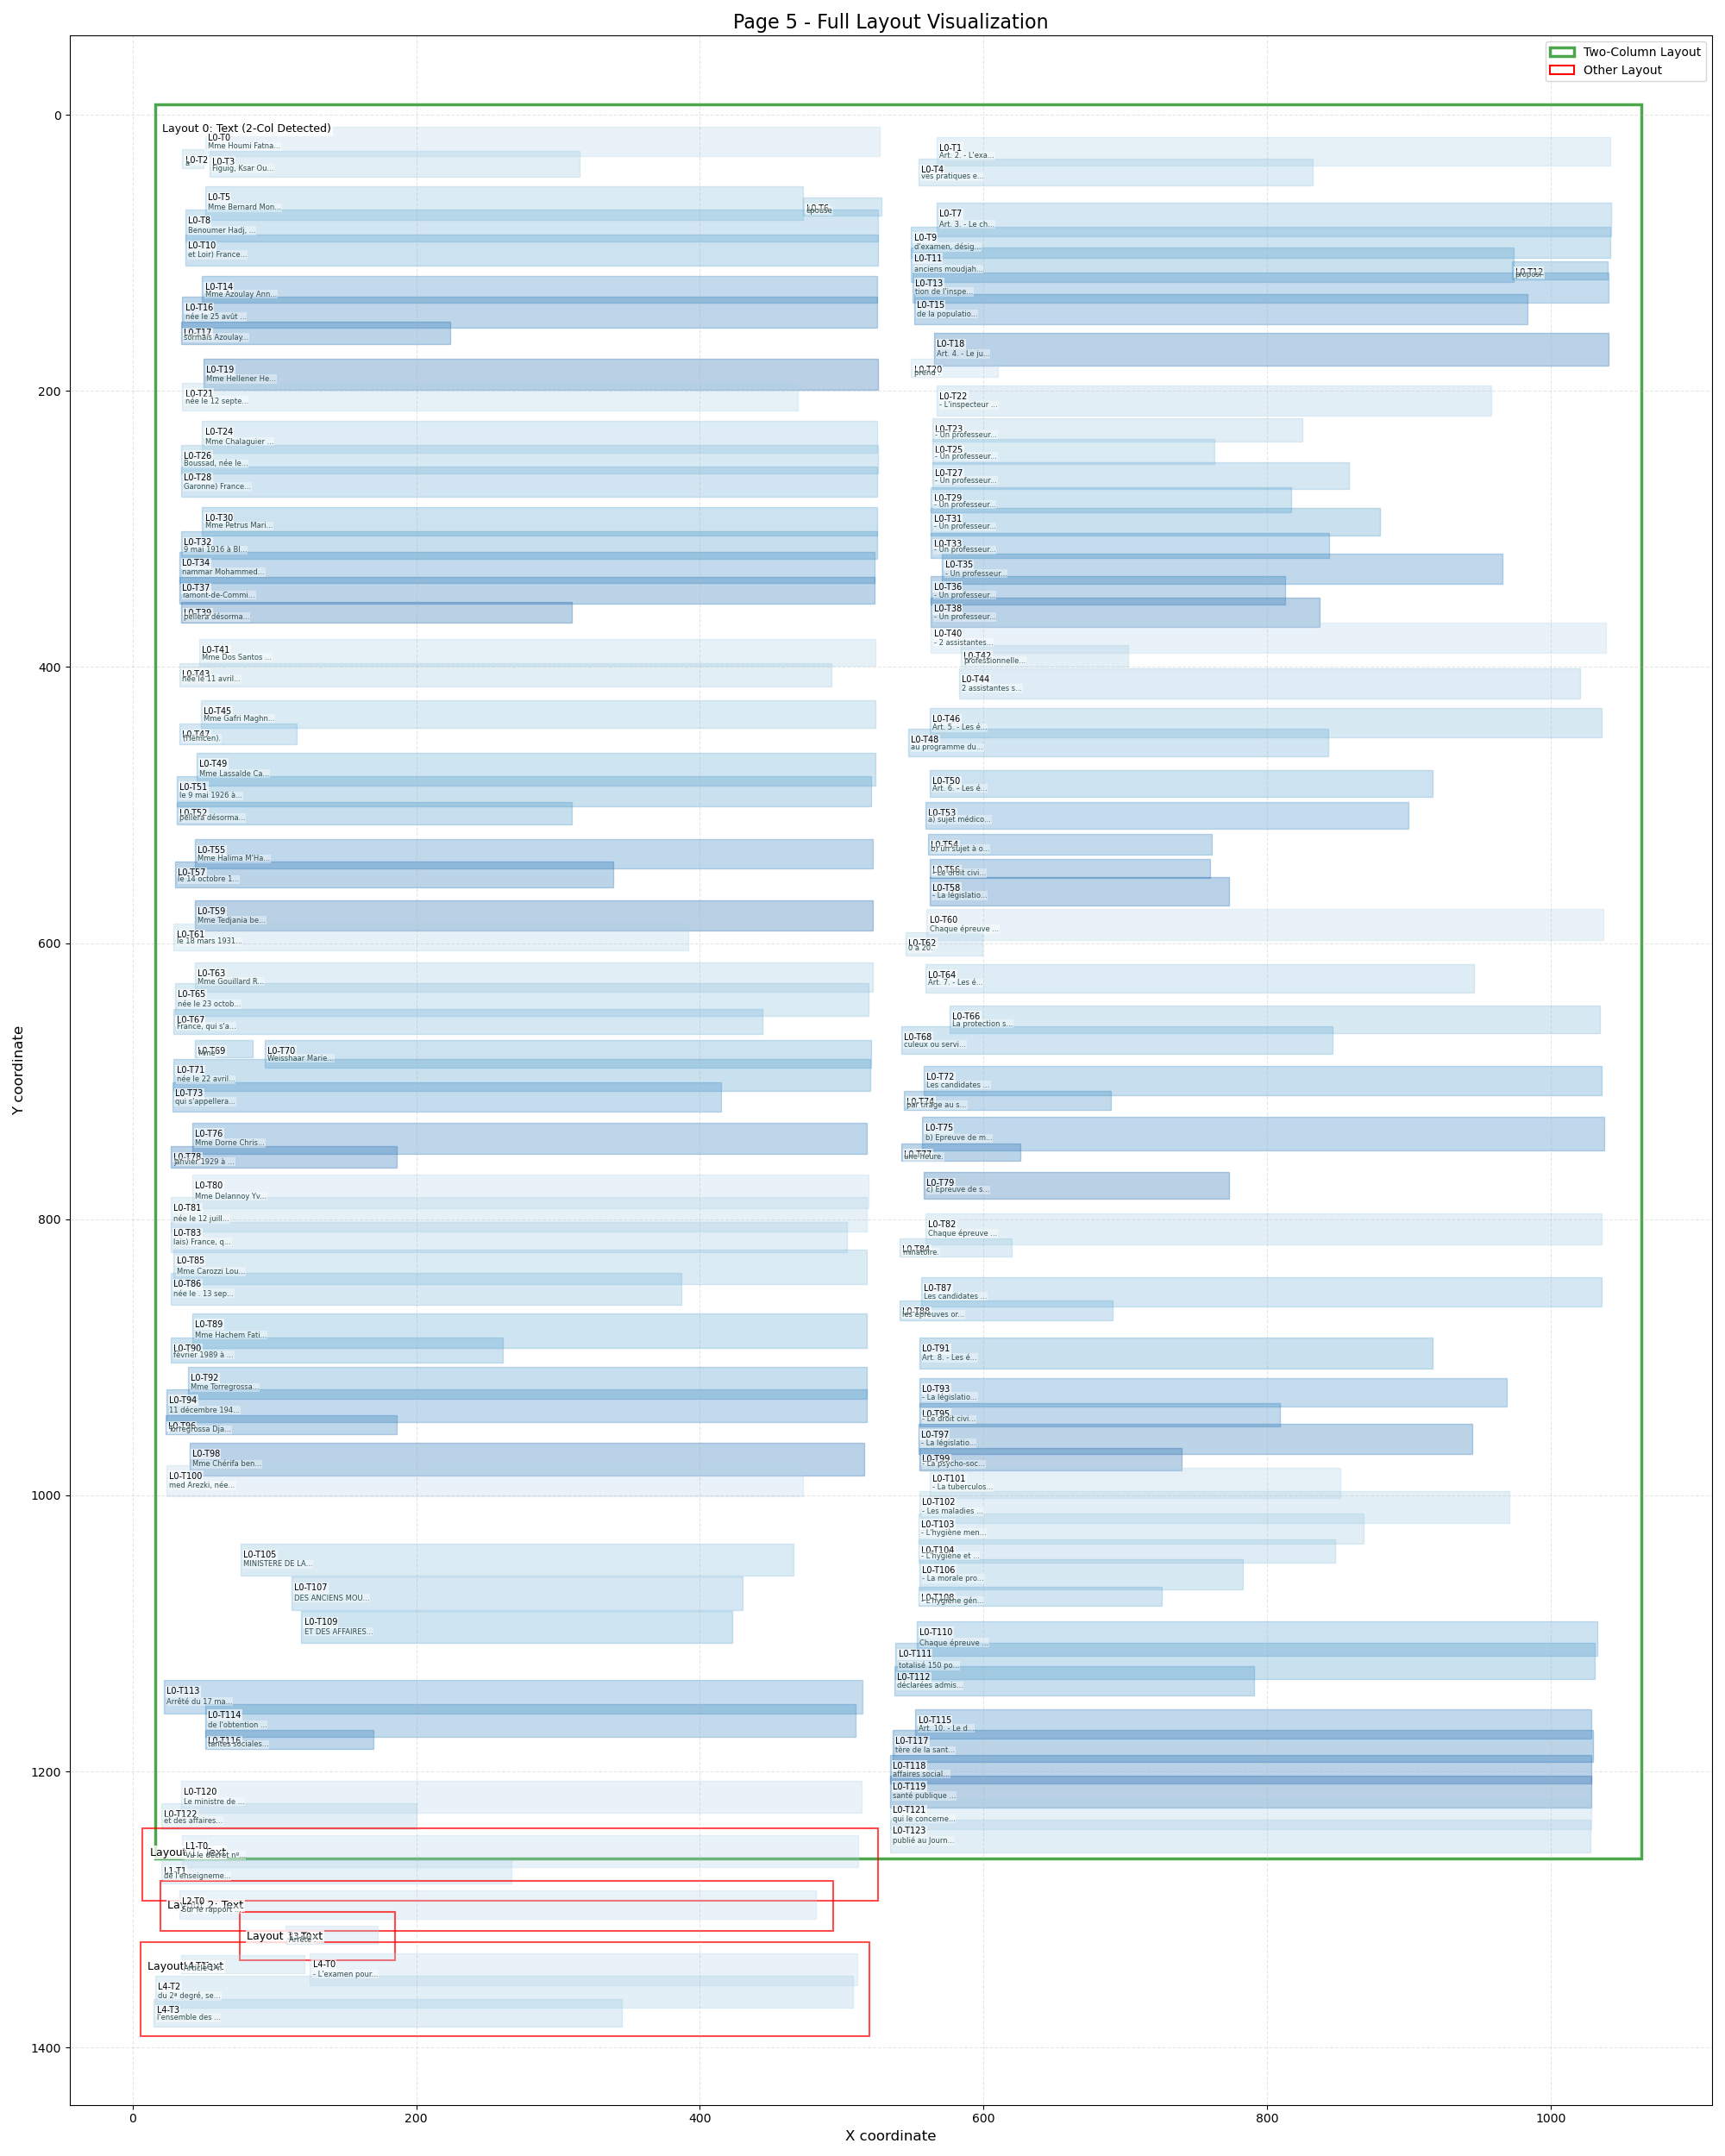 Page 5 - Full Layout Visualization
Two-Column Layout
Other Layout
Layout 0: Text (2-Col Detected)
L0-T0
Mme Houmi Fatna...
L0-T2
L0-T3
Figuig, Ksar Ou...
L0-T5
Mme Bernard Mon...
L0-T6
épouse
L0-T8
Benoumer Hadj, ...
L0-T10
et Loir) France...
L0-T14
Mme Azoulay Ann...
L0-T16
née le 25 avût ...
L0-T17
sormais Azoulay...
L0-T19
Mme Hellener He...
L0-T21
née le 12 septe...
L0-T24
Mme Chalaguier ...
L0-T26
Boussad, née le...
L0-T28
Garonne) France...
L0-T30
Mme Petrus Mari...
L0-T32
9 mai 1916 à Bl...
L0-T34
nammar Mohammed...
L0-T37
ramont-de-Commi...
L0-T39
pellera désorma...
L0-T41
Mme Dos Santos ...
L0-T43
née le 11 avril...
L0-T45
Mme Gafri Maghn...
L0-T47
(Tlemcen).
L0-T49
Mme Lassalde Ca...
L0-T51
le 9 mai 1926 à...
L0-T52
pellera désorma...
L0-T55
Mme Halima M'Ha...
L0-T57
le 14 octobre 1...
L0-T59
Mme Tedjania be...
L0-T61
le 18 mars 1931...
L0-T63
Mme Gouillard R...
L0-T65
née le 23 octob...
L0-T67
France, qui s'a...
L0-T69
Mme
L0-T70
Weisshaar Marie...
L0-T71
née le 22 avril...
L0-T73
qui s'appellera...
L0-T76
Mme Dorne Chris...
L0-T78
janvier 1929 à ...
L0-T80
Mme Delannoy Yv...
L0-T81
née le 12 juill...
L0-T83
lais) France, q...
L0-T85
Mme Carozzi Lou...
L0-T86
née le . 13 sep...
L0-T89
Mme Hachem Fati...
L0-T90
février 1989 à ...
L0-T92
Mme Torregrossa...
L0-T94
11 décembre 194...
L0-T96
Torregrossa Dja...
L0-T98
Mme Chérifa ben...
L0-T100
med Arezki, née...
L0-T105
MINISTERE DE LA...
L0-T107
DES ANCIENS MOU...
L0-T109
ET DES AFFAIRES...
L0-T113
Arrêté du 17 ma...
L0-T114
de l'obtention ...
L0-T116
tantes sociales...
L0-T120
Le ministre de ...
L0-T122
et des affaires...
L0-T1
Art. 2. - L'exa...
L0-T4
ves pratiques e...
L0-T7
Art. 3. - Le ch...
L0-T9
d'examen, désig...
L0-T11
anciens moudjah...
L0-T12
proposi-
L0-T13
tion de l'inspe...
L0-T15
de la populatio...
L0-T18
Art. 4. - Le ju...
L0-T20
prend
L0-T22
- L'inspecteur ...
L0-T23
- Un professeur...
L0-T25
- Un professeur...
L0-T27
- Un professeur...
L0-T29
- Un professeur...
L0-T31
- Un professeur...
L0-T33
- Un professeur...
L0-T35
- Un professeur...
L0-T36
- Un professeur...
L0-T38
- Un professeur...
L0-T40
- 2 assistantes...
L0-T42
professionnelle...
L0-T44
2 assistantes s...
L0-T46
Art. 5. - Les é...
L0-T48
au programme du...
L0-T50
Art. 6. - Les é...
L0-T53
a) sujet médico...
L0-T54
b) un sujet à o...
L0-T56
- Le droit civi...
L0-T58
- La législatio...
L0-T60
Chaque épreuve ...
L0-T62
0 à 20.
L0-T64
Art. 7. - Les é...
L0-T66
La protection s...
L0-T68
culeux ou servi...
L0-T72
Les candidates ...
L0-T74
par tirage au s...
L0-T75
b) Epreuve de m...
L0-T77
une heure.
L0-T79
c) Epreuve de s...
L0-T82
Chaque épreuve ...
L0-T84
minatoire.
L0-T87
Les candidates ...
L0-T88
les épreuves or...
L0-T91
Art. 8. - Les é...
L0-T93
- La législatio...
L0-T95
- Le droit civi...
L0-T97
- La législatio...
L0-T99
- La psycho-soc...
L0-T101
- La tuberculos...
L0-T102
- Les maladies ...
L0-T103
- L'hygiène men...
L0-T104
- L'hygiène et ...
L0-T106
- La morale pro...
L0-T108
- L'hygiène gén...
L0-T110
Chaque épreuve ...
L0-T111
totalisé 150 po...
L0-T112
déclarées admis...
L0-T115
Art. 10. - Le d...
L0-T117
tère de la sant...
L0-T118
affaires social...
L0-T119
santé publique ...
L0-T121
qui le concerne...
L0-T123
publié au Journ...
L1-T0
Vu le décret nº...
L1-T1
de l'enseigneme...
Layout 2: Text
L2-T0
Sur le rapport ...
Layout
Arrête
Layout
L4-T0
- L'examen pour...
L4-T2
du 2ª degré, se...
L4-T3
l'ensemble des ...
0
200
400
600
800
1000
1200
1400
Y coordinate
0
200
400
600
800
1000
X coordinate